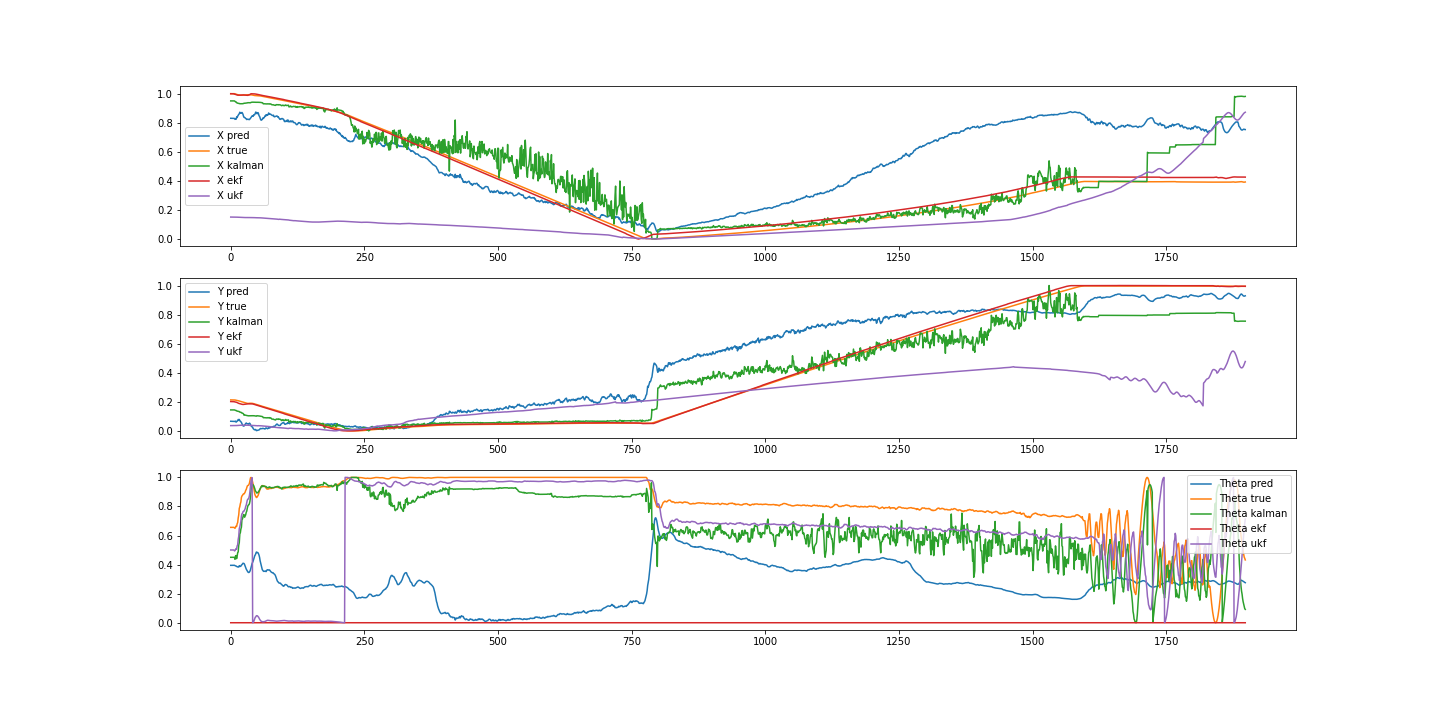 1.0
0.8
0.6
0.4
0.2
0.0
X pred
X true
X kalman
X ekf
X ukf
0 250 500 750 1000 1250 1500 1750
1.0
0.8
0.6
0.4
0.2
0.0
Y pred
Y true
Y kalman
Y ekf
Y ukf
0 250 500 750 1000 1250 1500 1750
1.0
0.8
0.6
0.4
0.2
0.0
Theta pred
Theta true
Theta kalman
Theta ekf
Theta ukf
0 250 500 750 1000 1250 1500 1750